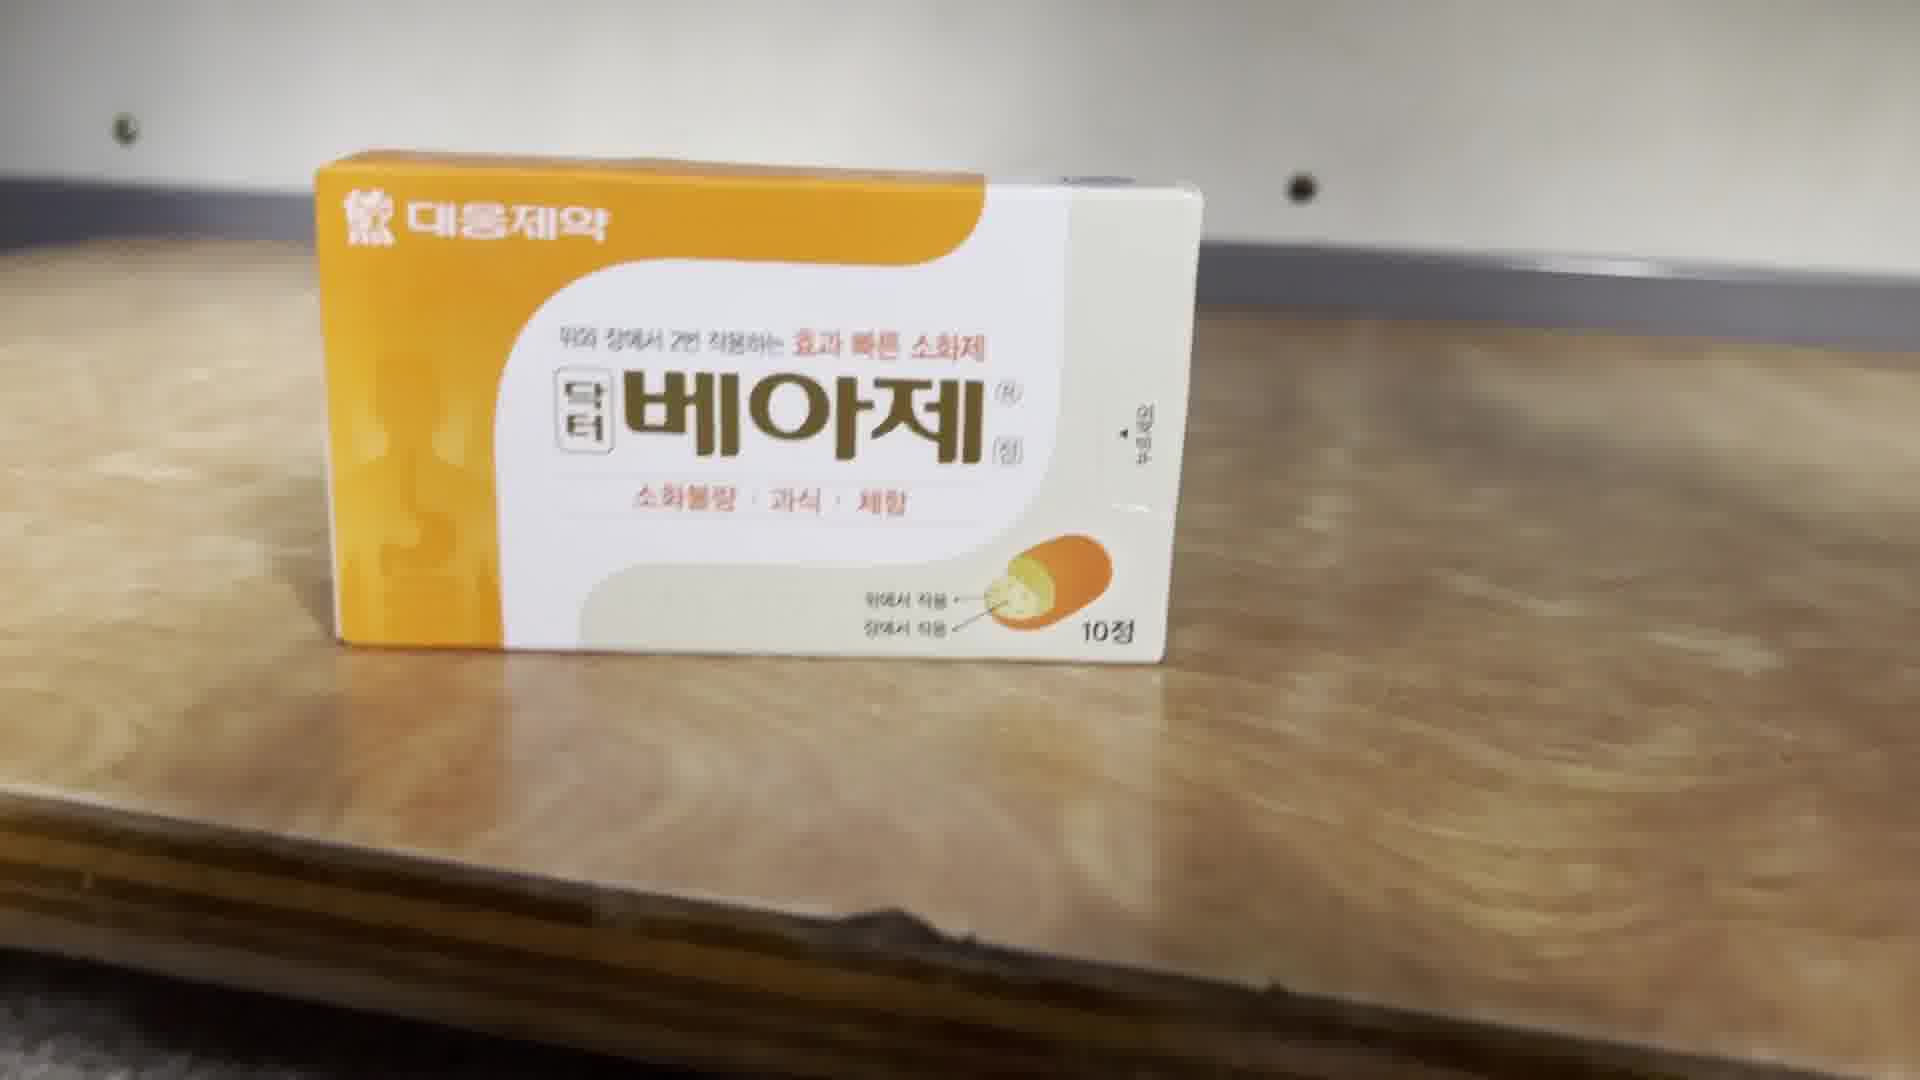 대웅제약
위와 장에서 2번 작용하는 효과 빠른 소화제
닥터 베아제 정
소화불량 · 과식 · 체함
위에서 작용
장에서 작용
10정